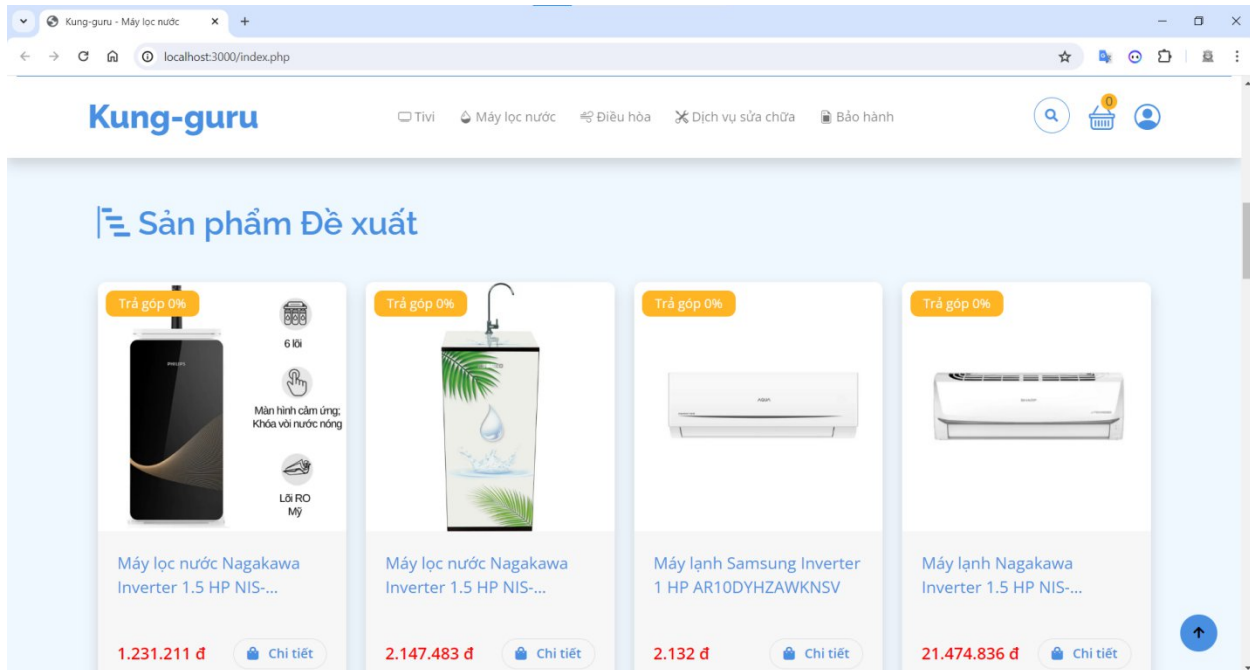 Kung-guru - Máy lọc nước
localhost:3000/index.php
Kung-guru
Tivi
Máy lọc nước
Điều hòa
Dịch vụ sửa chữa
Bảo hành
0
Sản phẩm Đề xuất
Trả góp 0%
6 lõi
Màn hình cảm ứng;
Khóa vòi nước nóng
Lõi RO
Mỹ
PHILIPS
Máy lọc nước Nagakawa
Inverter 1.5 HP NIS-...
1.231.211 đ
Chi tiết
Trả góp 0%
Máy lọc nước Nagakawa
Inverter 1.5 HP NIS-...
2.147.483 đ
Chi tiết
Trả góp 0%
AQUA
Máy lạnh Samsung Inverter
1 HP AR10DYHZAWKNSV
2.132 đ
Chi tiết
Trả góp 0%
SHARP
Máy lạnh Nagakawa
Inverter 1.5 HP NIS-...
21.474.836 đ
Chi tiết